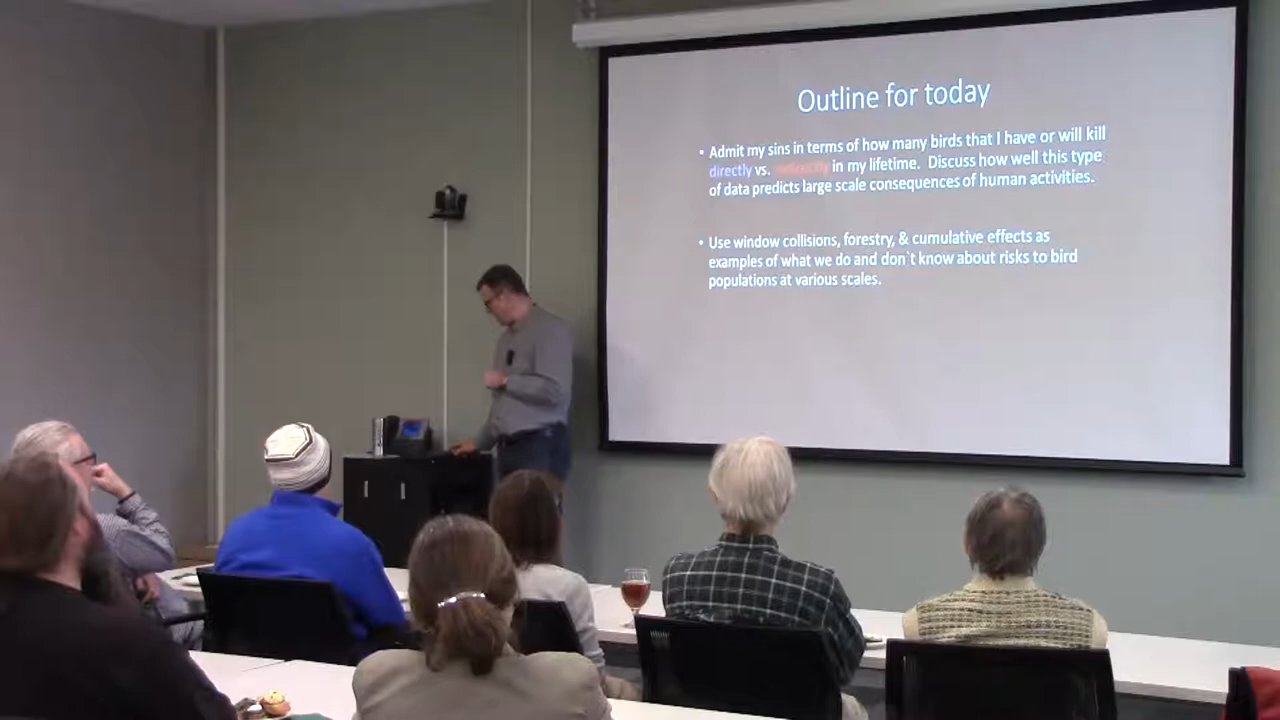 Outline for today
• Admit my sins in terms of how many birds that I have or will kill
directly vs. indirectly in my lifetime. Discuss how well this type
of data predicts large scale consequences of human activities.
• Use window collisions, forestry, & cumulative effects as
examples of what we do and don't know about risks to bird
populations at various scales.